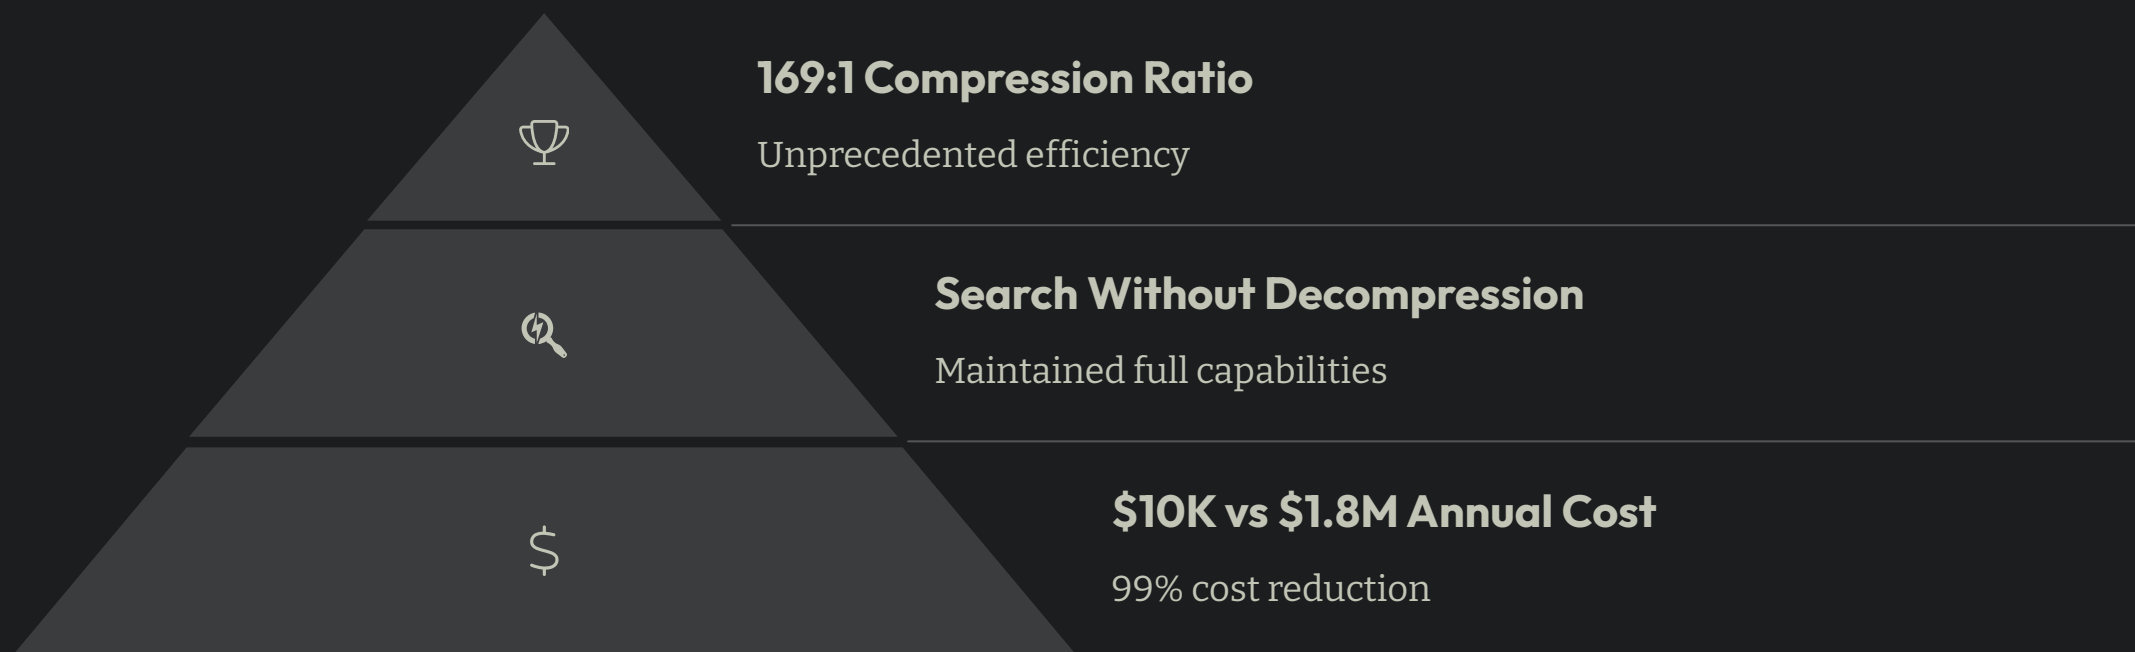 169:1 Compression Ratio
Unprecedented efficiency
Search Without Decompression
Maintained full capabilities
$10K vs $1.8M Annual Cost
99% cost reduction